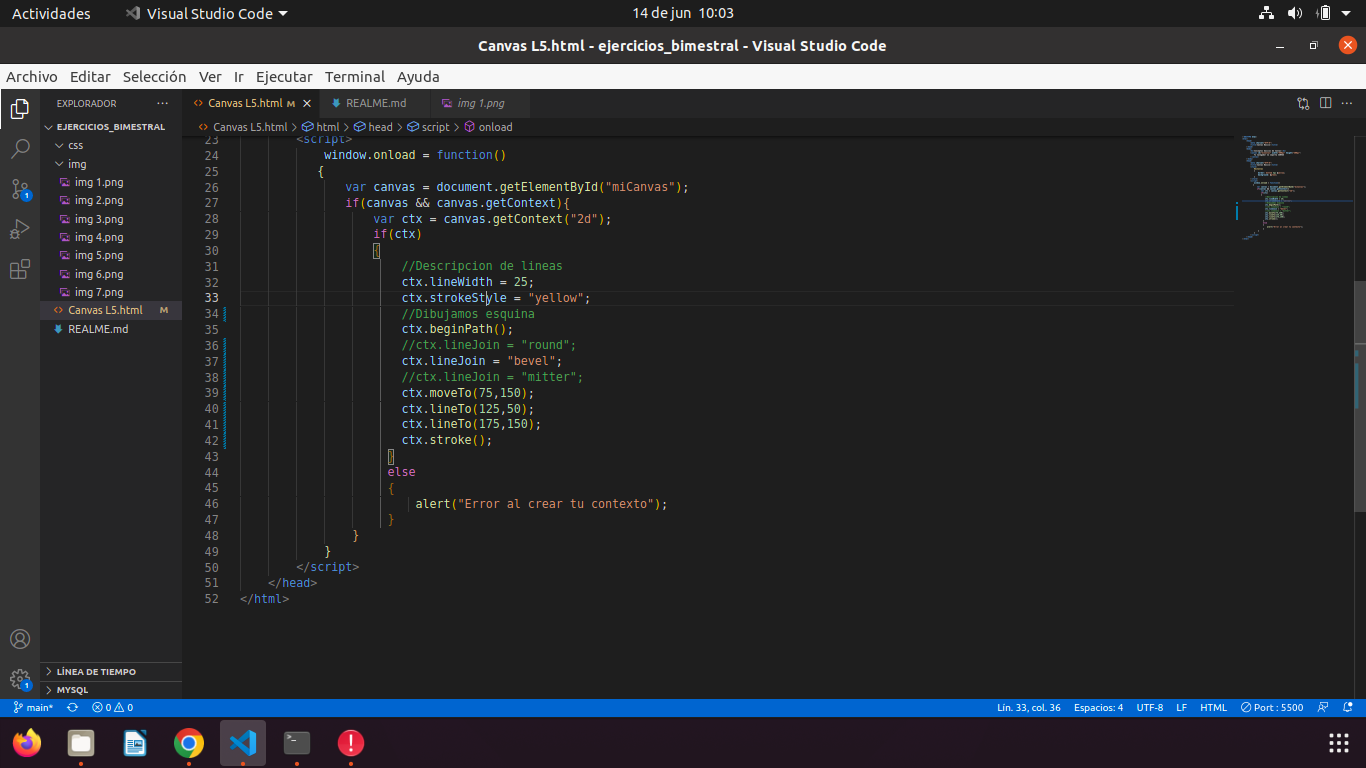 Actividades
Visual Studio Code
14 de jun 10:03
Canvas L5.html - ejercicios_bimestral - Visual Studio Code
Archivo Editar Selección Ver Ir Ejecutar Terminal Ayuda
EXPLORADOR
EJERCICIOS_BIMESTRAL
css
img
img 1.png
img 2.png
img 3.png
img 4.png
img 5.png
img 6.png
img 7.png
Canvas L5.html M
REALME.md
LÍNEA DE TIEMPO
MYSQL
1
1
Canvas L5.html M
REALME.md
img 1.png
Canvas L5.html > html > head > script > onload
23 <script>
24 window.onload = function()
25 {
26 var canvas = document.getElementById("miCanvas");
27 if(canvas && canvas.getContext){
28 var ctx = canvas.getContext("2d");
29 if(ctx)
30 {
31 //Descripcion de lineas
32 ctx.lineWidth = 25;
33 ctx.strokeStyle = "yellow";
34 //Dibujamos esquina
35 ctx.beginPath();
36 //ctx.lineJoin = "round";
37 ctx.lineJoin = "bevel";
38 //ctx.lineJoin = "mitter";
39 ctx.moveTo(75,150);
40 ctx.lineTo(125,50);
41 ctx.lineTo(175,150);
42 ctx.stroke();
43 }
44 else
45 {
46 alert("Error al crear tu contexto");
47 }
48 }
49 }
50 </script>
51 </head>
52 </html>
main* 0 0 Lín. 33, col. 36 Espacios: 4 UTF-8 LF HTML Port : 5500